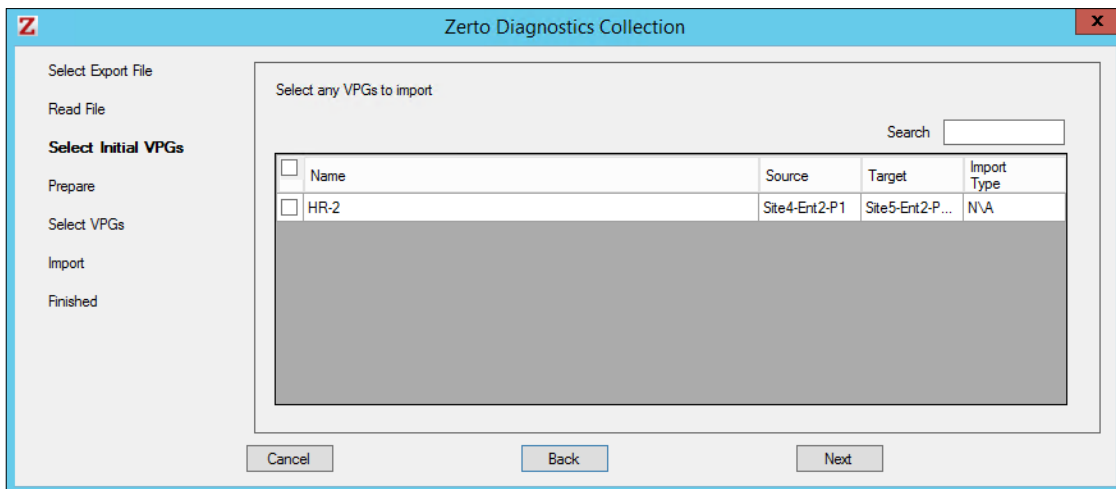 Z
Zerto Diagnostics Collection
x
Select Export File
Read File
Select Initial VPGs
Prepare
Select VPGs
Import
Finished
Select any VPGs to import
Search
Name Source Target Import Type
HR-2 Site4-Ent2-P1 Site5-Ent2-P... N\A
Cancel Back Next